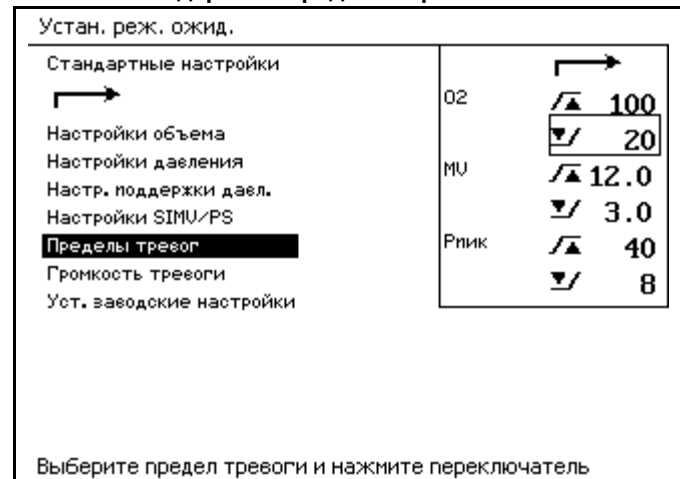 Устан. реж. ожид.
Стандартные настройки
Настройки объема
Настройки давления
Настр. поддержки давл.
Настройки SIMV/PS
Пределы тревог
Громкость тревоги
Уст. заводские настройки
O2 100
20
MV 12.0
3.0
Pпик 40
8
Выберите предел тревоги и нажмите переключатель